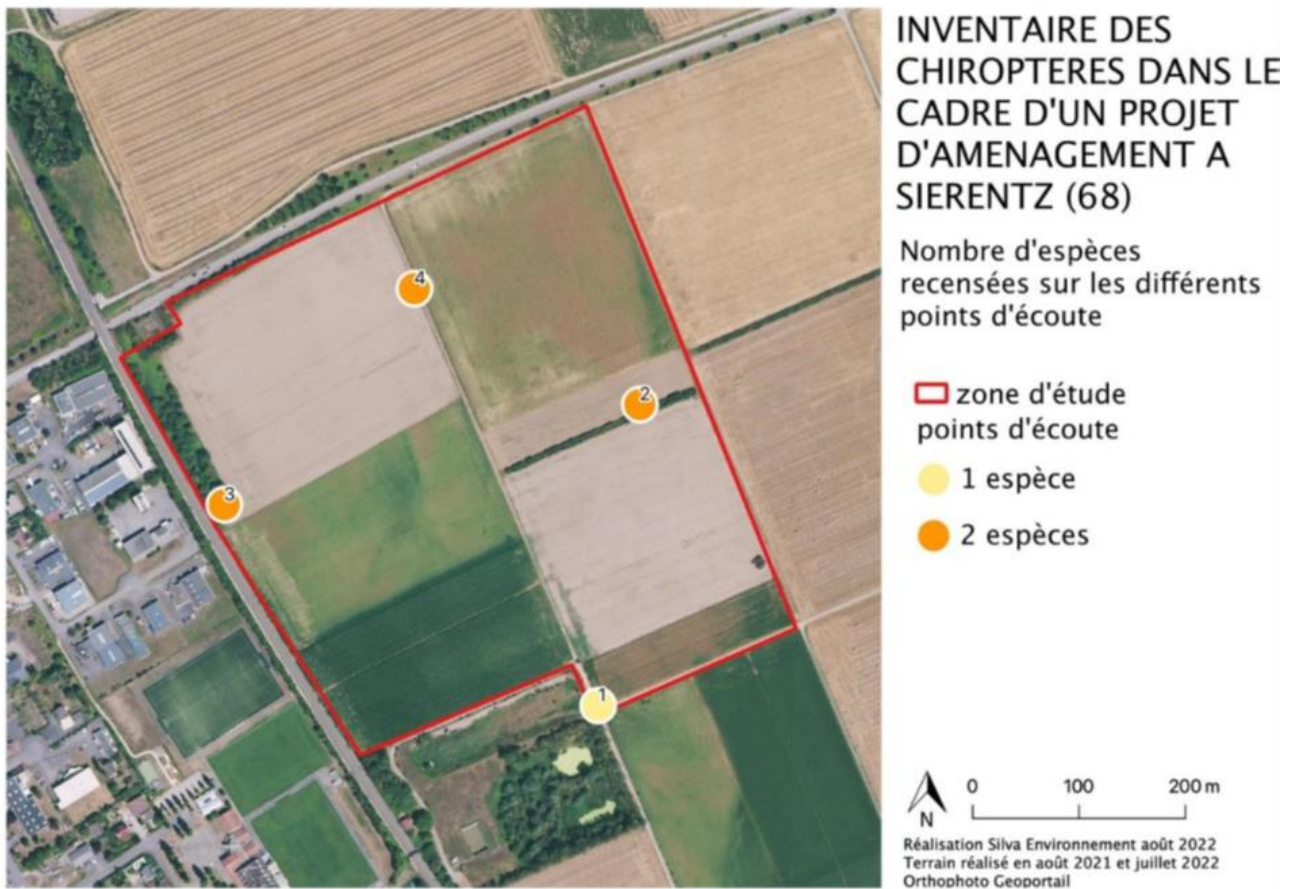 INVENTAIRE DES
CHIROPTERES DANS LE
CADRE D'UN PROJET
D'AMENAGEMENT A
SIERENTZ (68)
Nombre d'espèces
recensées sur les différents
points d'écoute
zone d'étude
points d'écoute
1 espèce
2 espèces
4
2
3
1
0 100 200 m
N
Réalisation Silva Environnement août 2022
Terrain réalisé en août 2021 et juillet 2022
Orthophoto Geoportail